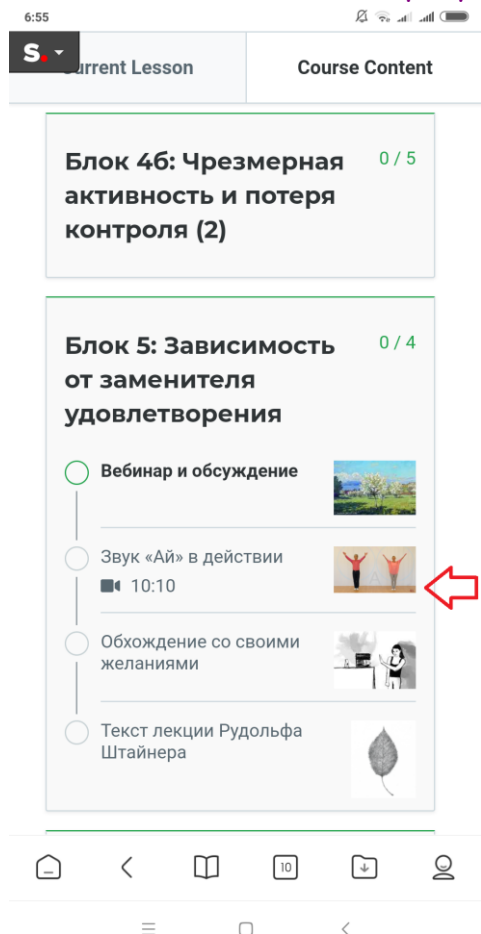 6:55
S.
urrent Lesson
Course Content
Блок 4б: Чрезмерная
активность и потеря
контроля (2)
0 / 5
Блок 5: Зависимость
от заменителя
удовлетворения
0 / 4
Вебинар и обсуждение
Звук «Ай» в действии
10:10
Обхождение со своими
желаниями
Текст лекции Рудольфа
Штайнера
10